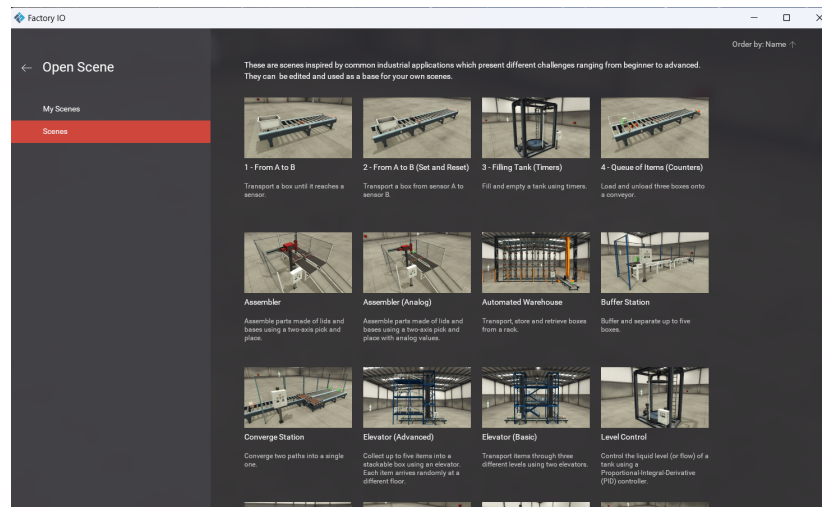 Factory IO
Order by: Name ↑
← Open Scene
My Scenes
Scenes
These are scenes inspired by common industrial applications which present different challenges ranging from beginner to advanced.
They can be edited and used as a base for your own scenes.
1 - From A to B
Transport a box until it reaches a
sensor.
2 - From A to B (Set and Reset)
Transport a box from sensor A to
sensor B.
3 - Filling Tank (Timers)
Fill and empty a tank using timers.
4 - Queue of Items (Counters)
Load and unload three boxes onto
a conveyor.
Assembler
Assemble parts made of lids and
bases using a two-axis pick and
place.
Assembler (Analog)
Assemble parts made of lids and
bases using a two-axis pick and
place with analog values.
Automated Warehouse
Transport, store and retrieve boxes
from a rack.
Buffer Station
Buffer and separate up to five
boxes.
Converge Station
Converge two paths into a single
one.
Elevator (Advanced)
Collect up to five items into a
stackable box using an elevator.
Each item arrives randomly at a
different floor.
Elevator (Basic)
Transport items through three
different levels using two elevators.
Level Control
Control the liquid level (or flow) of a
tank using a
Proportional-Integral-Derivative
(PID) controller.